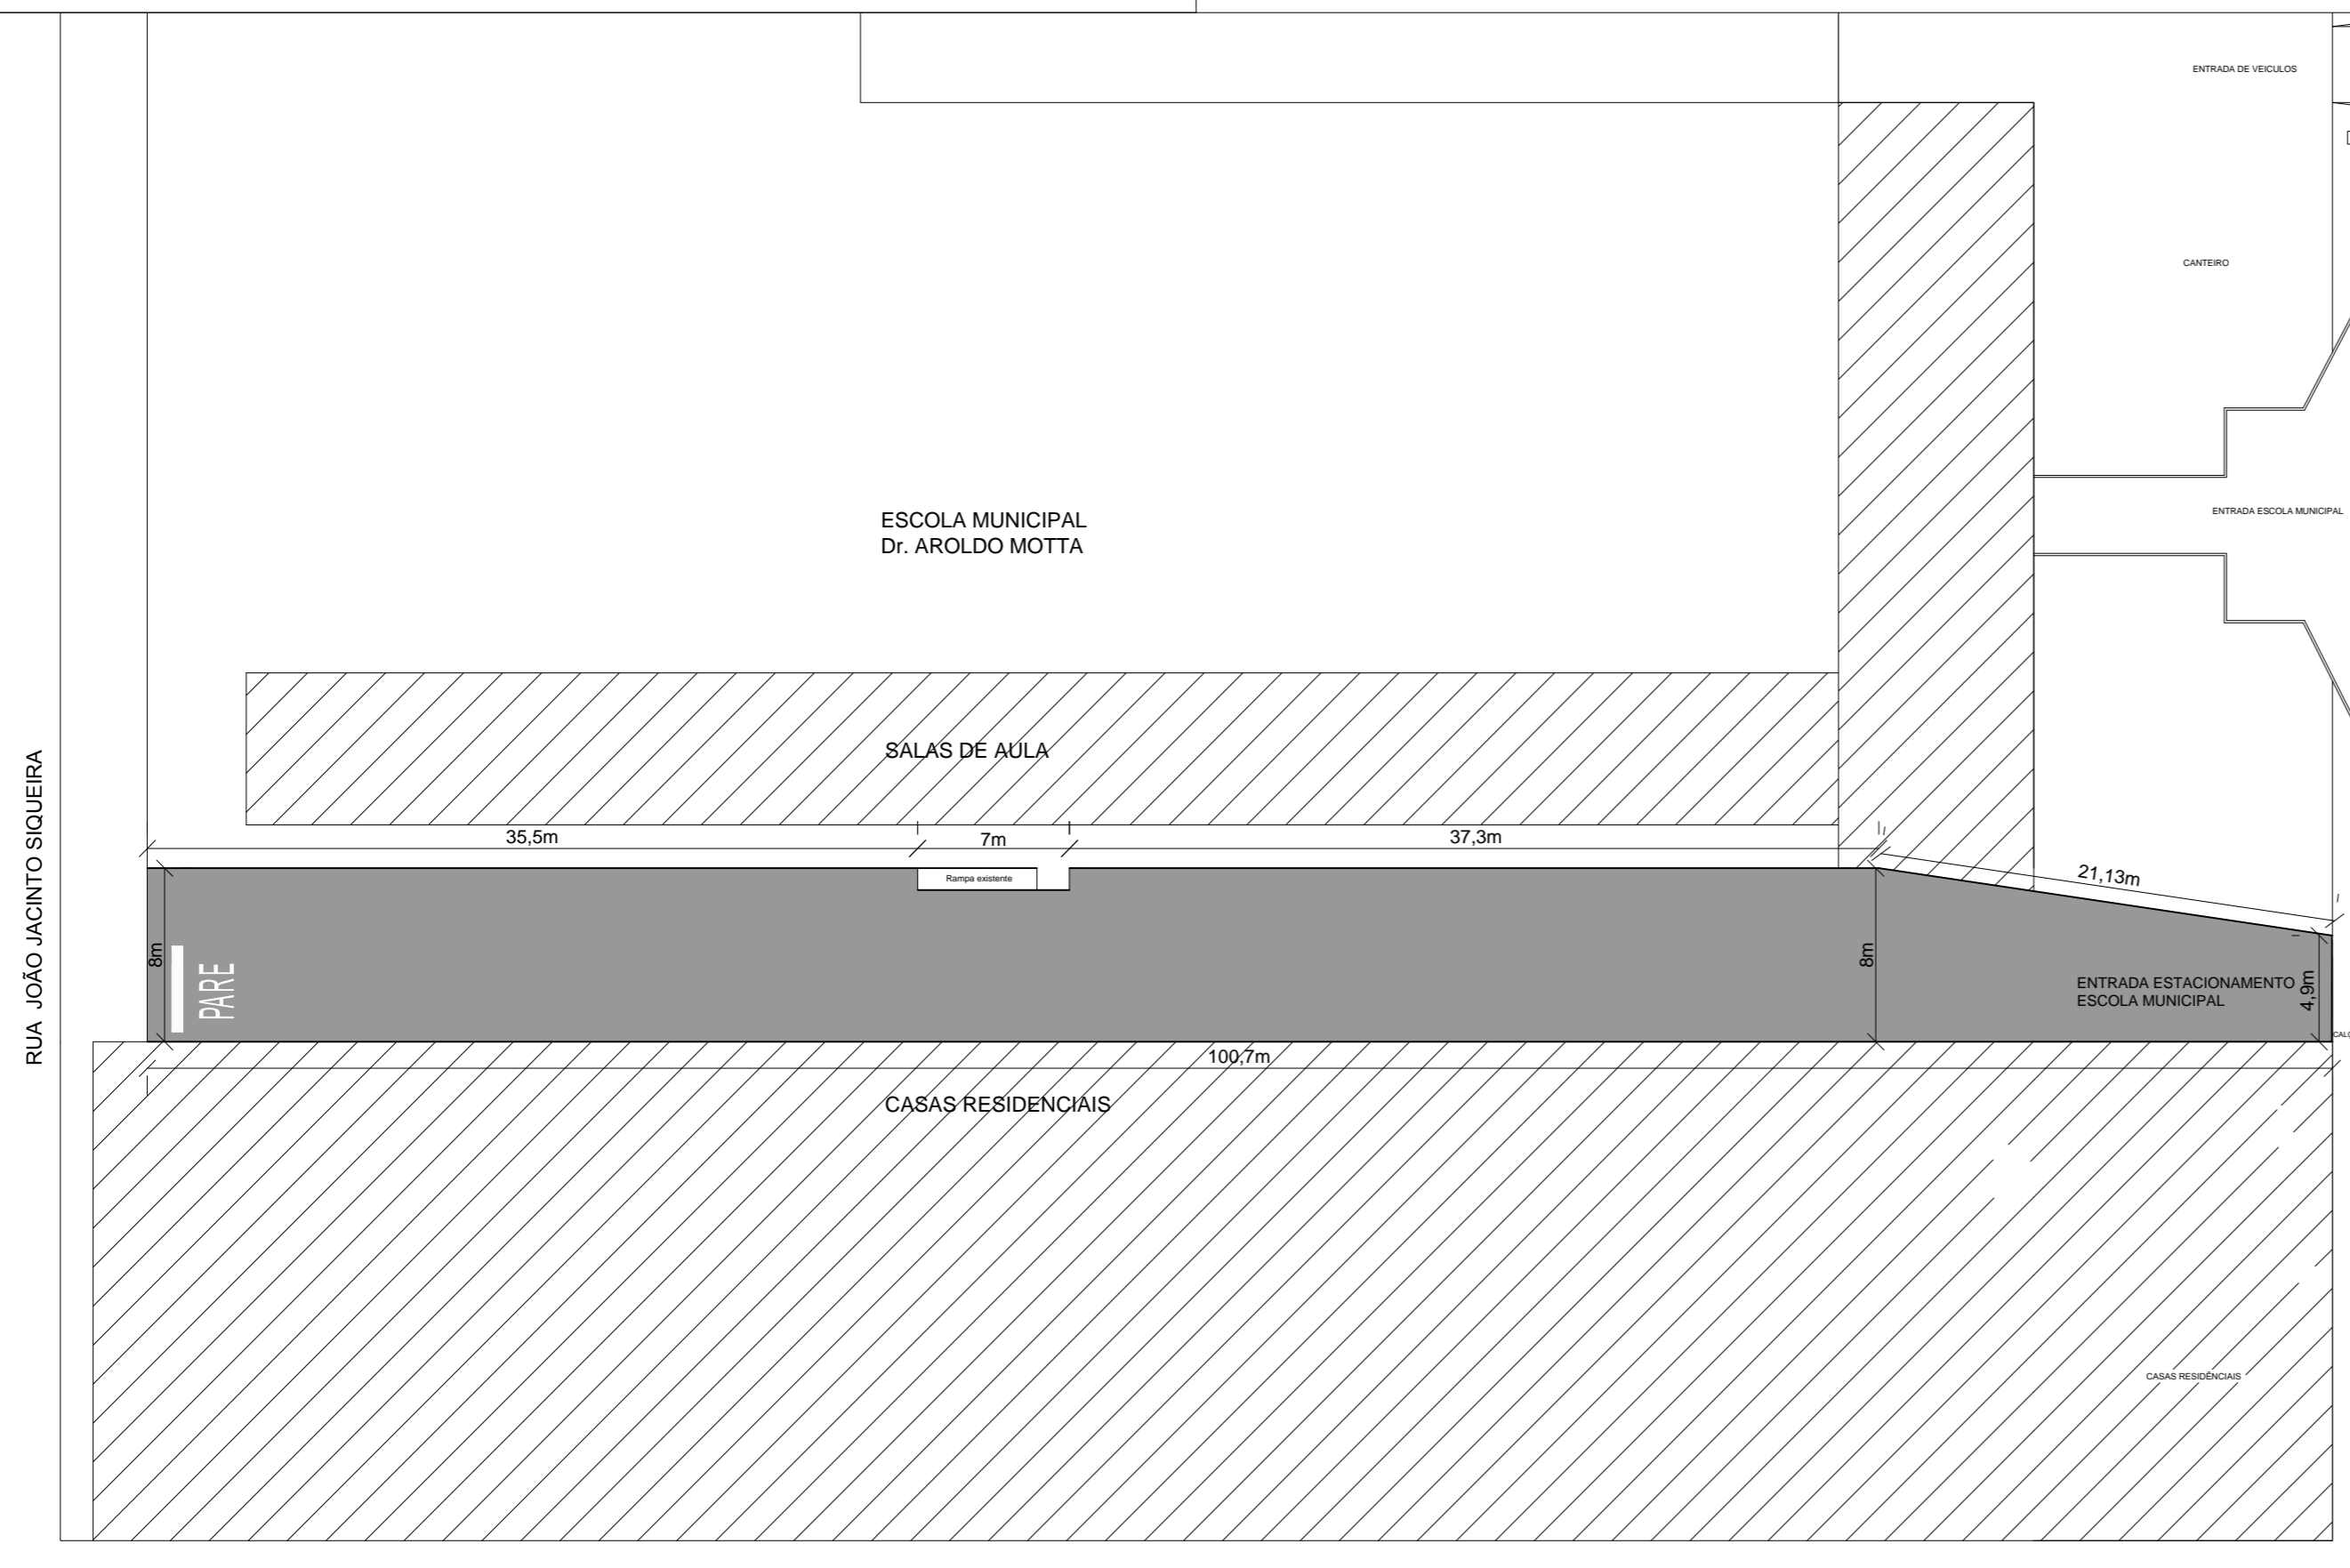 ENTRADA DE VEICULOS
CANTEIRO
ENTRADA ESCOLA MUNICIPAL
ESCOLA MUNICIPAL
Dr. AROLDO MOTTA
SALAS DE AULA
RUA JOÃO JACINTO SIQUEIRA
35,5m
7m
37,3m
21,13m
Rampa existente
8m
PARE
8m
ENTRADA ESTACIONAMENTO
ESCOLA MUNICIPAL
4,9m
100,7m
CASAS RESIDENCIAIS
CASAS RESIDÊNCIAIS